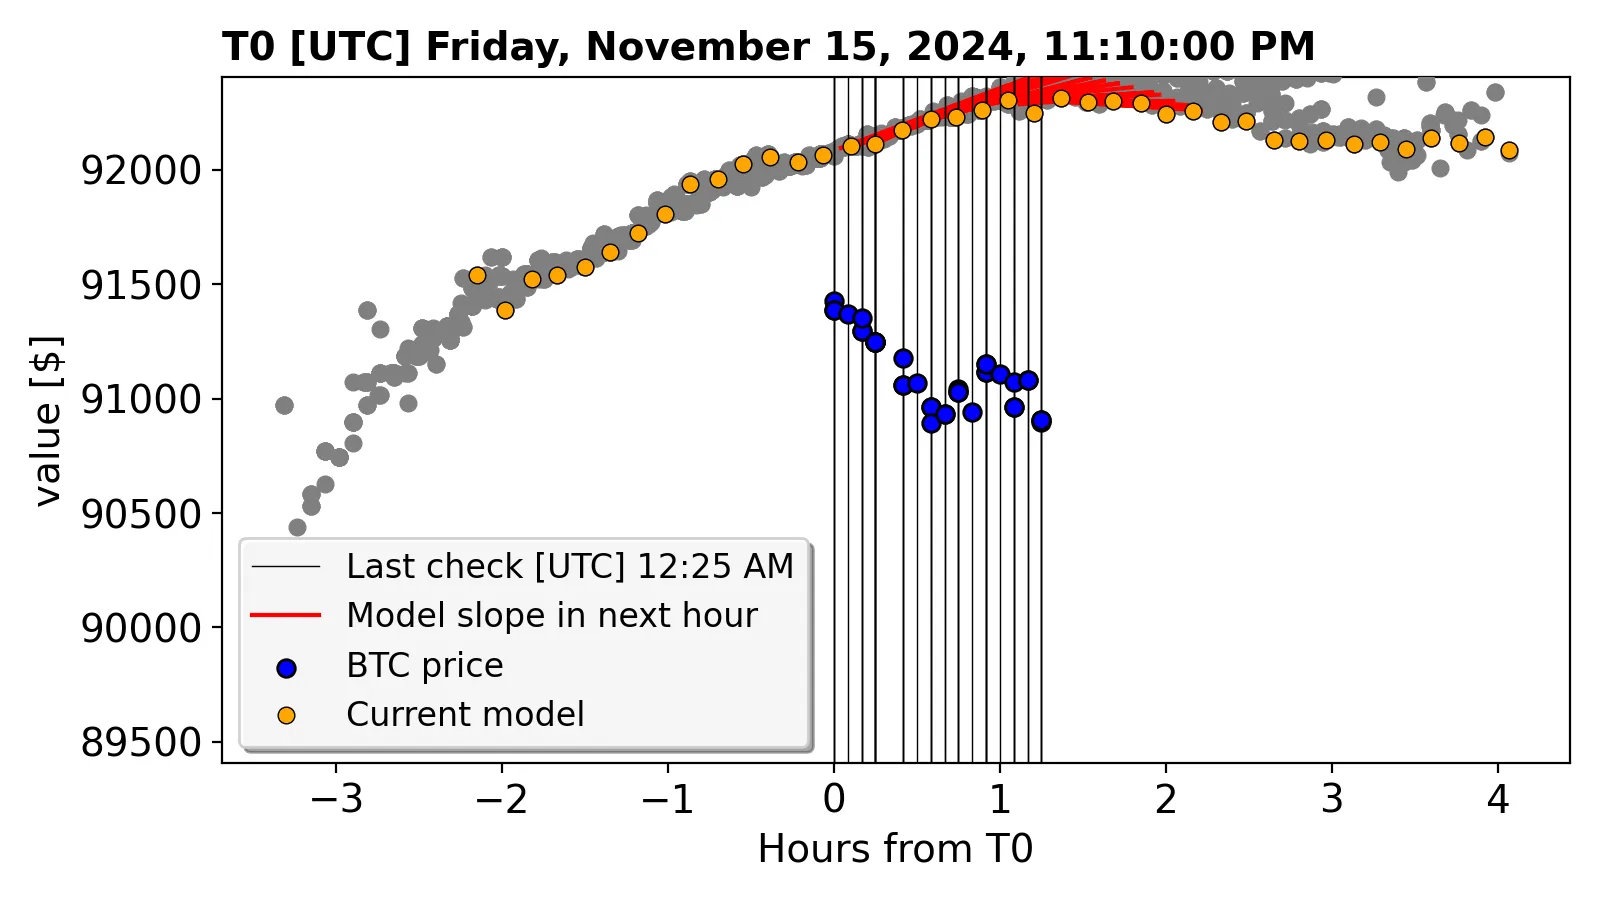 T0 [UTC] Friday, November 15, 2024, 11:10:00 PM
value [$]
92000
91500
91000
90500
90000
89500
Last check [UTC] 12:25 AM
Model slope in next hour
BTC price
Current model
−3 −2 −1 0 1 2 3 4
Hours from T0